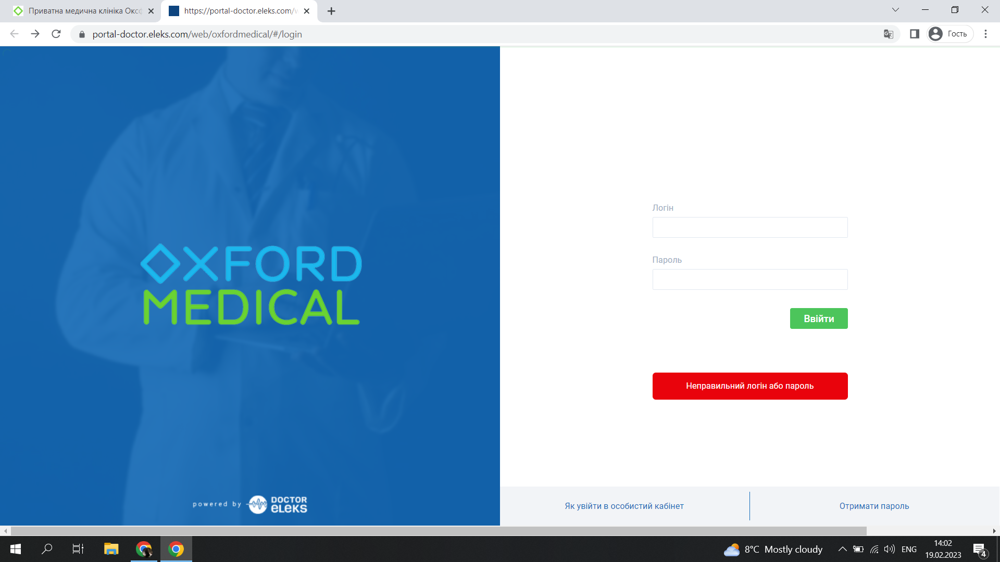 Приватна медична клініка Оксф
https://portal-doctor.eleks.com/w
portal-doctor.eleks.com/web/oxfordmedical/#/login
Гость
OXFORD
MEDICAL
powered by DOCTOR eleks
Логін
Пароль
Ввійти
Неправильний логін або пароль
Як увійти в особистий кабінет
Отримати пароль
8°C Mostly cloudy
ENG
14:02
19.02.2023
4